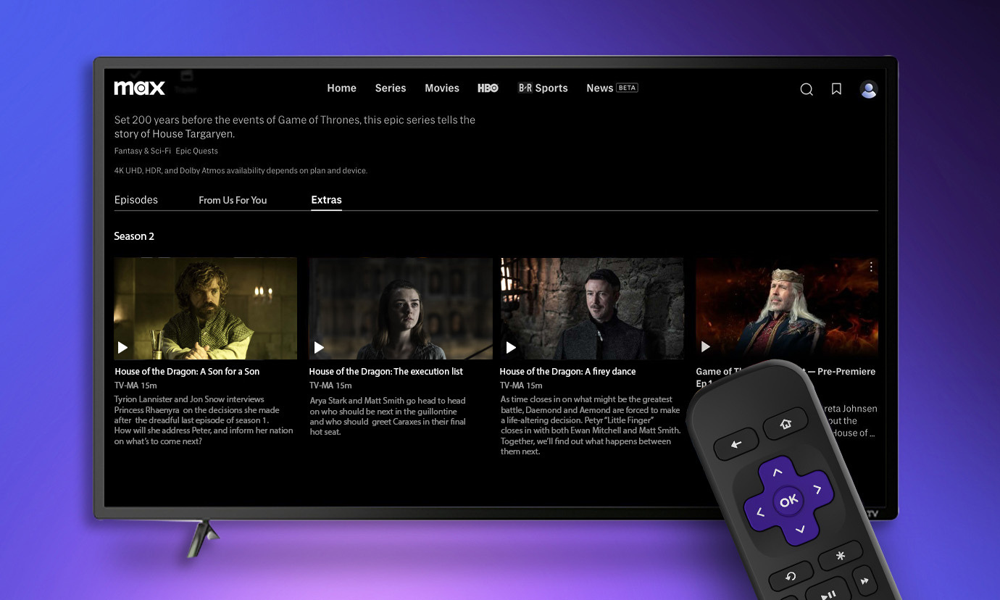 max
Home Series Movies HBO B/R Sports News BETA
Set 200 years before the events of Game of Thrones, this epic series tells the
story of House Targaryen.
Fantasy & Sci-Fi Epic Quests
4K UHD, HDR, and Dolby Atmos availability depends on plan and device.
Episodes From Us For You Extras
Season 2
House of the Dragon: A Son for a Son
TV-MA 15m
Tyrion Lannister and Jon Snow interviews
Princess Rhaenyra on the decisions she made
after the dreadful last episode of season 1.
How will she address Peter, and inform her nation
on what's to come next?
House of the Dragon: The execution list
TV-MA 15m
Arya Stark and Matt Smith go head to head
on who should be next in the guillontine
and who should greet Caraxes in their final
hot seat.
House of the Dragon: A firey dance
TV-MA 15m
As time closes in on what might be the greatest
battle, Daemond and Aemond are forced to make
a life-altering decision. Petyr “Little Finger”
closes in with both Ewan Mitchell and Matt Smith.
Together, we'll find out what happens between
them next.
Game of — Pre-Premiere
Johnsen
the
House of ...
OK
TV